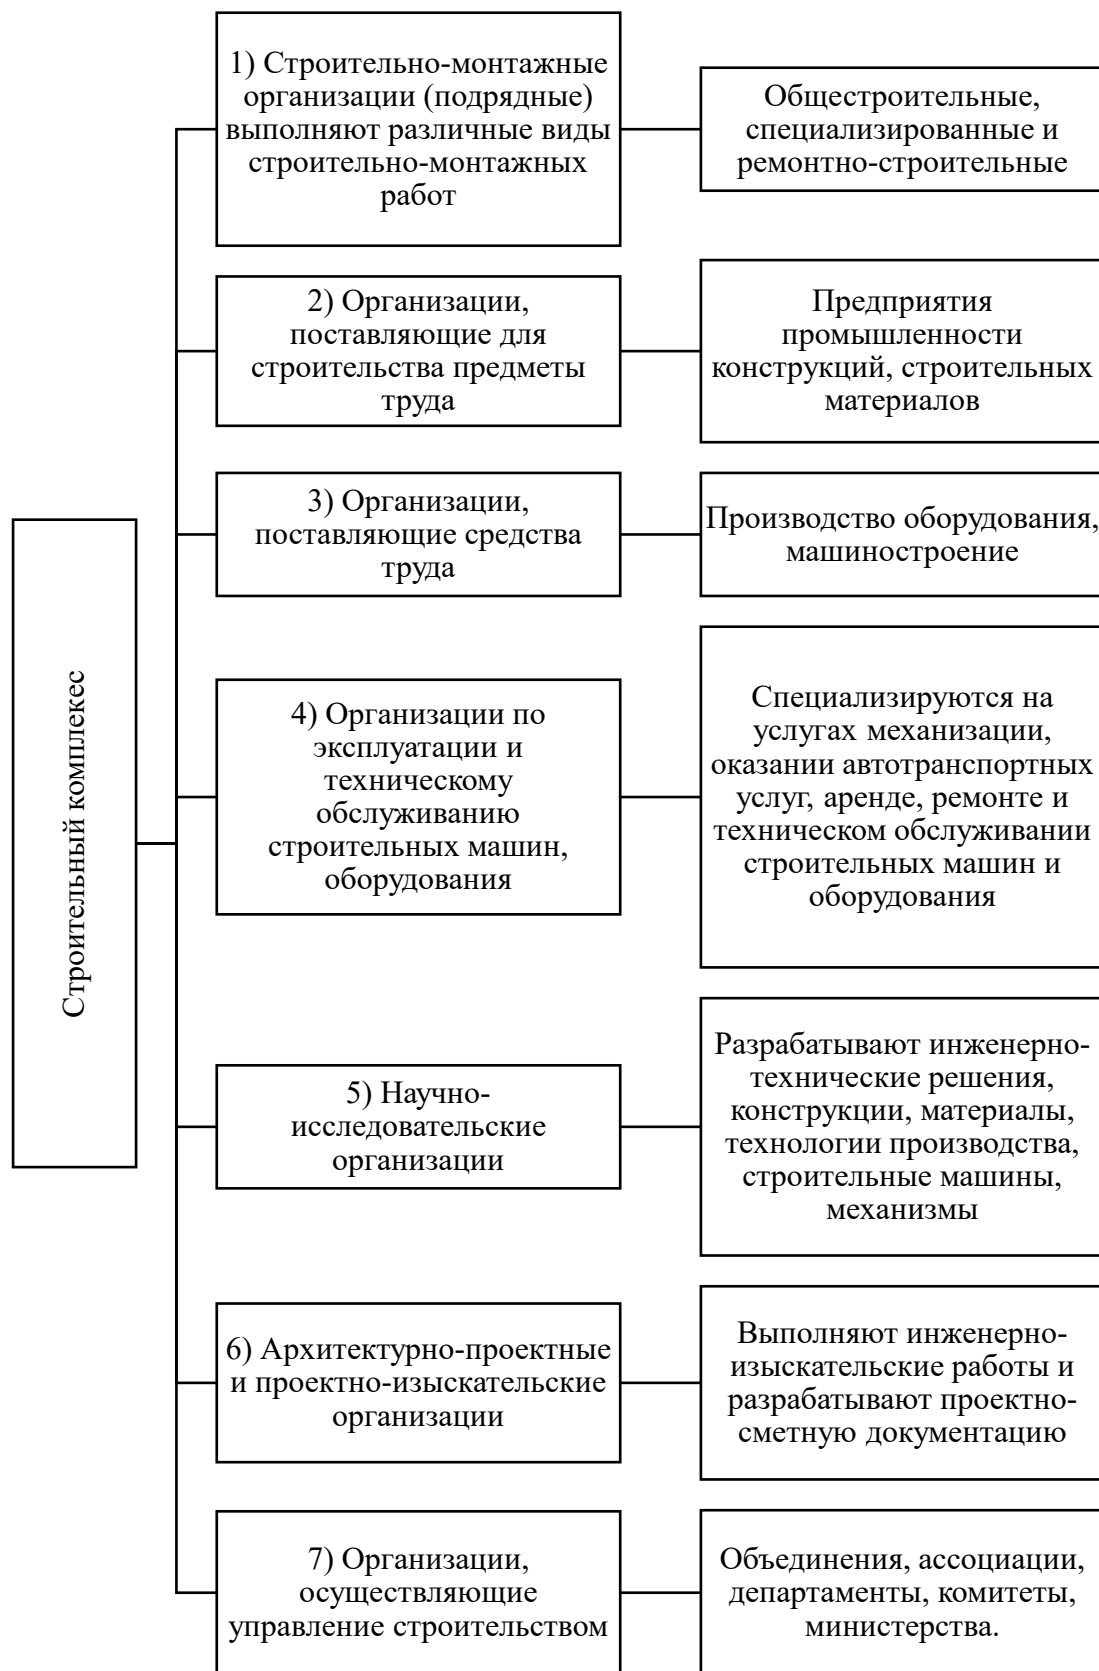 Строительный комплекес
1) Строительно-монтажные
организации (подрядные)
выполняют различные виды
строительно-монтажных
работ
Общестроительные,
специализированные и
ремонтно-строительные
2) Организации,
поставляющие для
строительства предметы
труда
Предприятия
промышленности
конструкций, строительных
материалов
3) Организации,
поставляющие средства
труда
Производство оборудования,
машиностроение
4) Организации по
эксплуатации и
техническому
обслуживанию
строительных машин,
оборудования
Специализируются на
услугах механизации,
оказании автотранспортных
услуг, аренде, ремонте и
техническом обслуживании
строительных машин и
оборудования
5) Научно-
исследовательские
организации
Разрабатывают инженерно-
технические решения,
конструкции, материалы,
технологии производства,
строительные машины,
механизмы
6) Архитектурно-проектные
и проектно-изыскательские
организации
Выполняют инженерно-
изыскательские работы и
разрабатывают проектно-
сметную документацию
7) Организации,
осуществляющие
управление строительством
Объединения, ассоциации,
департаменты, комитеты,
министерства.